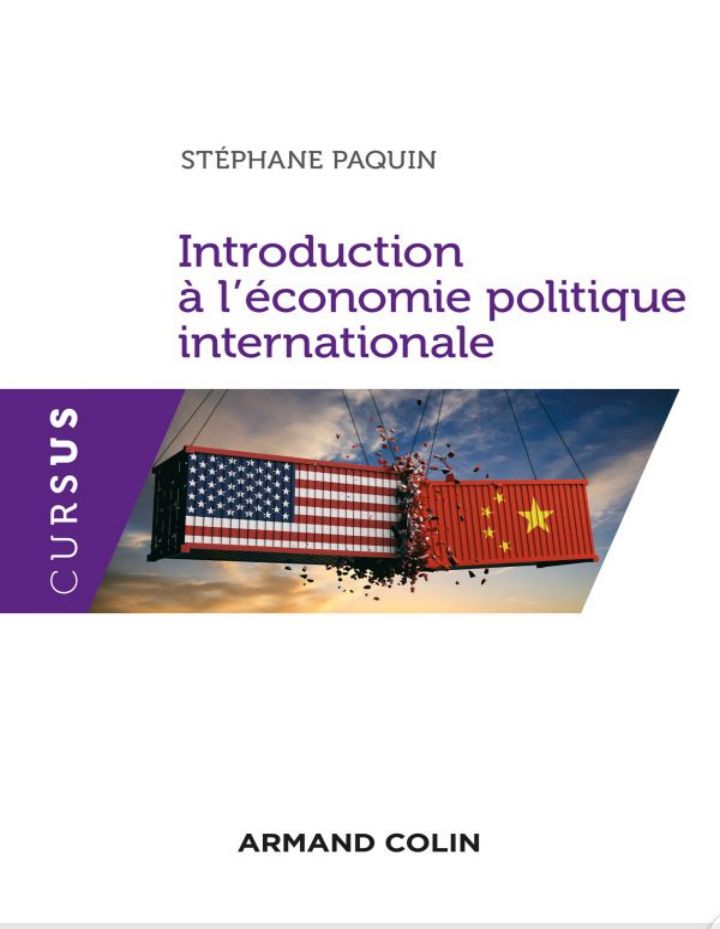 STÉPHANE PAQUIN
Introduction
à l’économie politique
internationale
CURSUS
ARMAND COLIN